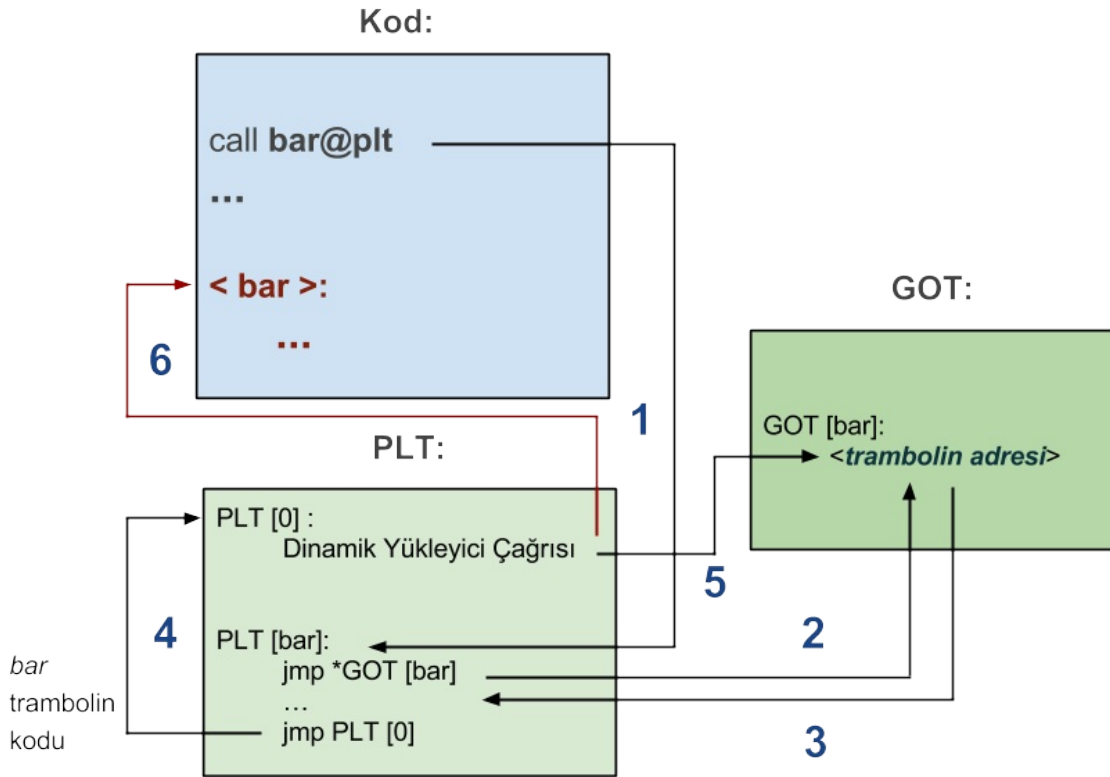 Kod:
call bar@plt
...
< bar >:
...
6
1
GOT:
GOT [bar]:
<trambolin adresi>
PLT:
PLT [0] :
Dinamik Yükleyici Çağrısı
5
4
2
PLT [bar]:
jmp *GOT [bar]
...
jmp PLT [0]
3
bar
trambolin
kodu